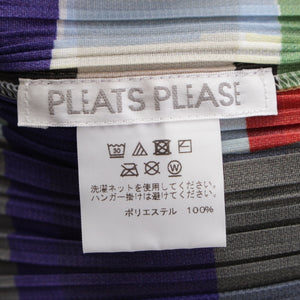 PLEATS PLEASE
30
W
洗濯ネットを使用してください。
ハンガー掛けは避けてください。
ポリエステル 100%